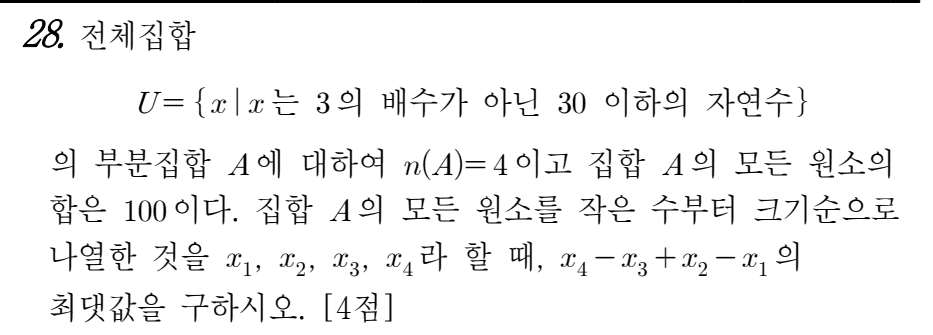 28. 전체집합
U={x|x는 3의 배수가 아닌 30 이하의 자연수}
의 부분집합 A에 대하여 n(A)=4이고 집합 A의 모든 원소의
합은 100이다. 집합 A의 모든 원소를 작은 수부터 크기순으로
나열한 것을 x₁, x₂, x₃, x₄라 할 때, x₄-x₃+x₂-x₁의
최댓값을 구하시오. [4점]